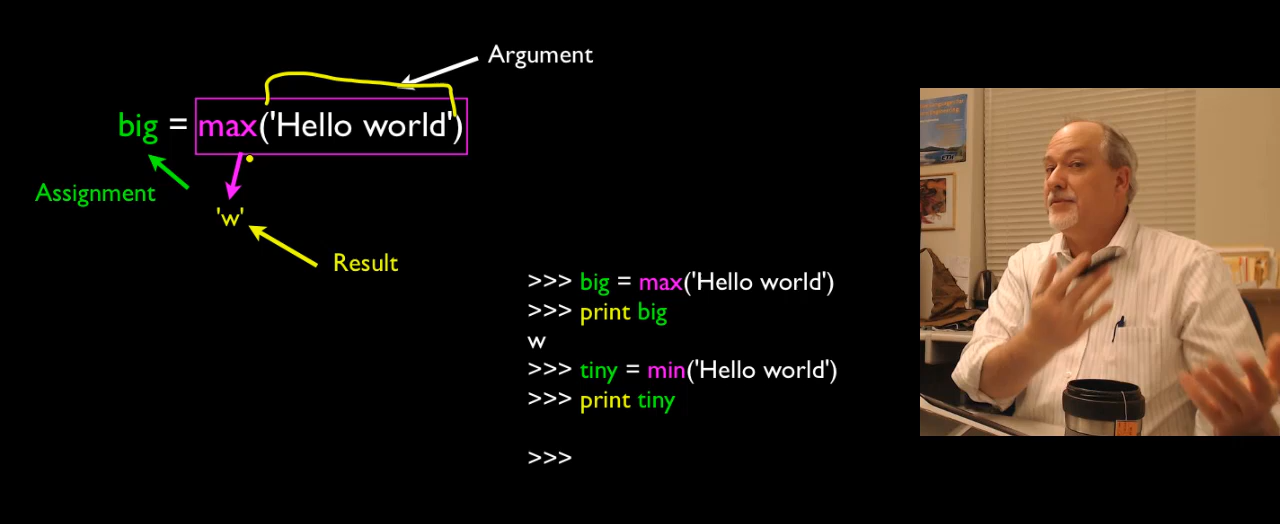 Argument
big = max('Hello world')
Assignment
'w'
Result
>>> big = max('Hello world')
>>> print big
w
>>> tiny = min('Hello world')
>>> print tiny
>>>